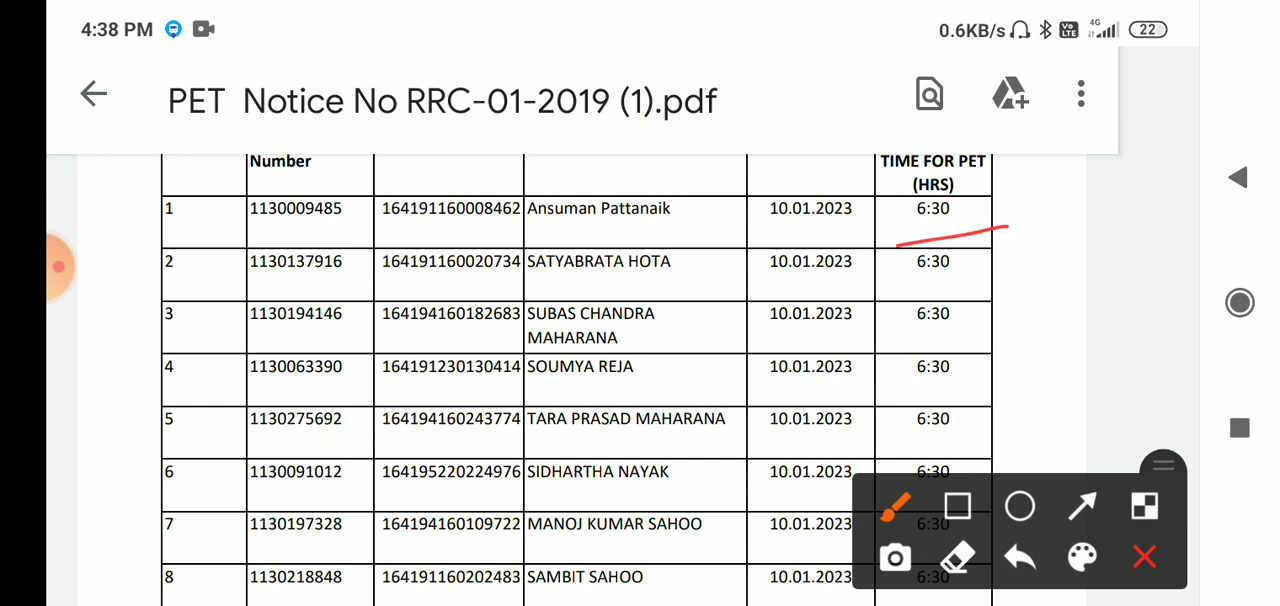 4:38 PM 0.6KB/s Vo LTE 4G 22
PET Notice No RRC-01-2019 (1).pdf
Number TIME FOR PET
(HRS)
1 1130009485 164191160008462 Ansuman Pattanaik 10.01.2023 6:30
2 1130137916 164191160020734 SATYABRATA HOTA 10.01.2023 6:30
3 1130194146 164194160182683 SUBAS CHANDRA 10.01.2023 6:30
MAHARANA
4 1130063390 164191230130414 SOUMYA REJA 10.01.2023 6:30
5 1130275692 164194160243774 TARA PRASAD MAHARANA 10.01.2023 6:30
6 1130091012 164195220224976 SIDHARTHA NAYAK 10.01.2023 6:30
7 1130197328 164194160109722 MANOJ KUMAR SAHOO 10.01.2023 6:30
8 1130218848 164191160202483 SAMBIT SAHOO 10.01.2023 6:30